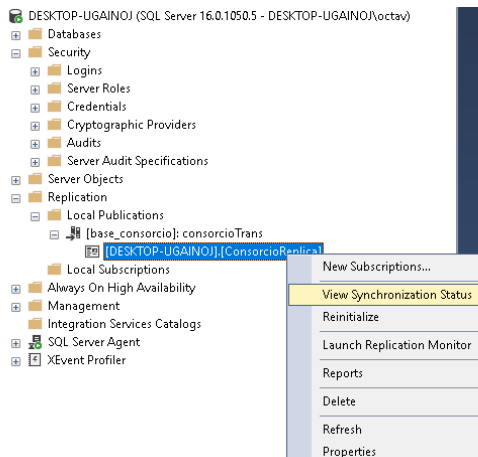 DESKTOP-UGAINOJ (SQL Server 16.0.1050.5 - DESKTOP-UGAINOJ\octav)
Databases
Security
Logins
Server Roles
Credentials
Cryptographic Providers
Audits
Server Audit Specifications
Server Objects
Replication
Local Publications
[base_consorcio]: consorcioTrans
[DESKTOP-UGAINOJ].[ConsorcioReplica]
Local Subscriptions
Always On High Availability
Management
Integration Services Catalogs
SQL Server Agent
XEvent Profiler
New Subscriptions...
View Synchronization Status
Reinitialize
Launch Replication Monitor
Reports
Delete
Refresh
Properties